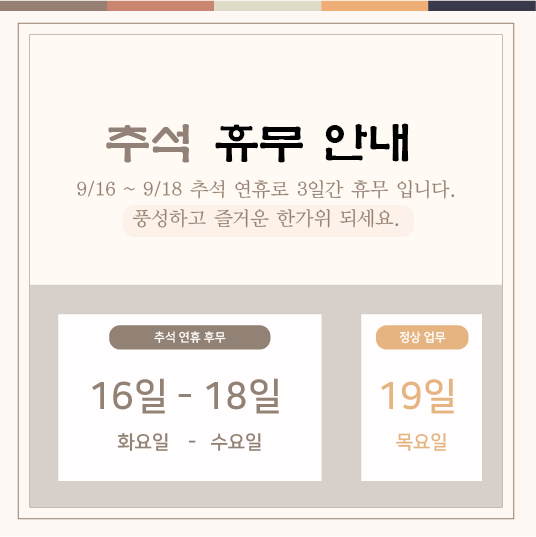 추석 휴무 안내
9/16 ~ 9/18 추석 연휴로 3일간 휴무 입니다.
풍성하고 즐거운 한가위 되세요.
추석 연휴 후무
16일 - 18일
화요일 - 수요일
정상 업무
19일
목요일